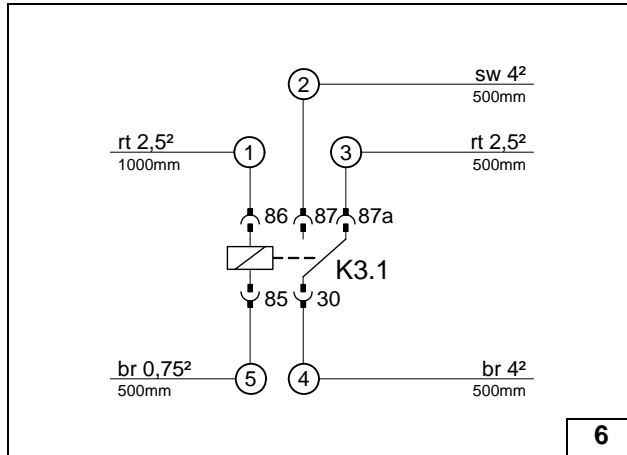 2
sw 4²
500mm
rt 2,5²
1000mm
1
3
rt 2,5²
500mm
86
87
87a
K3.1
85
30
br 0,75²
500mm
5
4
br 4²
500mm
6